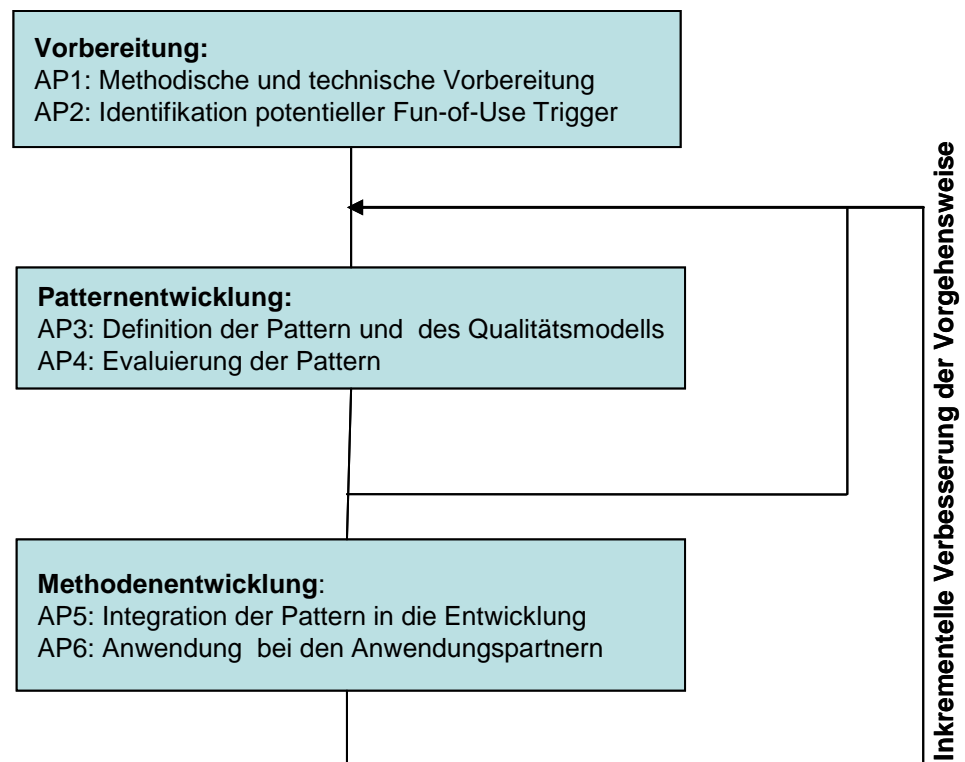 Vorbereitung:
AP1: Methodische und technische Vorbereitung
AP2: Identifikation potentieller Fun-of-Use Trigger
Patternentwicklung:
AP3: Definition der Pattern und  des Qualitätsmodells
AP4: Evaluierung der Pattern
Methodenentwicklung:
AP5: Integration der Pattern in die Entwicklung
AP6: Anwendung  bei den Anwendungspartnern
Inkrementelle Verbesserung der Vorgehensweise